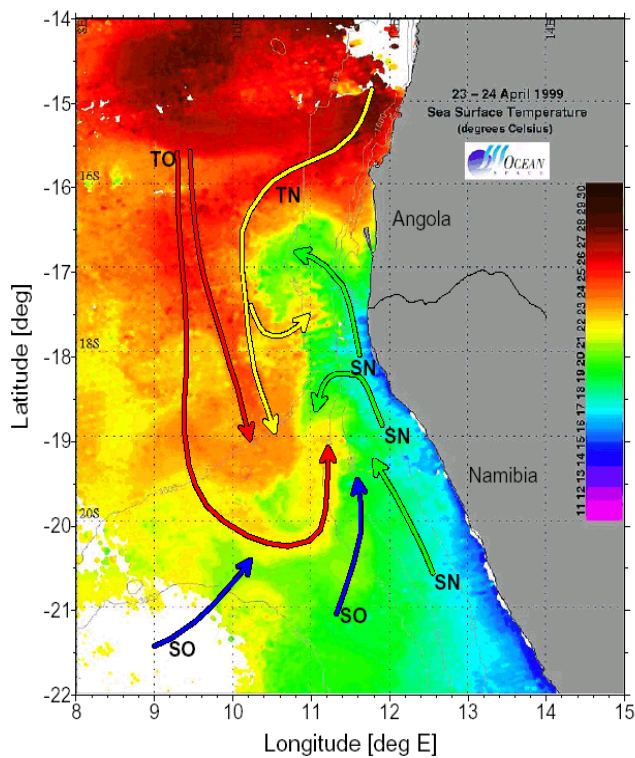 23 – 24 April 1999
Sea Surface Temperature
(degrees Celsius)
OCEAN
SPACE
-14
-15
-16
-17
-18
-19
-20
-21
-22
Latitude [deg]
16S
18S
20S
TO
TN
Angola
SN
SN
Namibia
SN
SO
SO
11 12 13 14 15 16 17 18 19 20 21 22 23 24 25 26 27 28 29 30
8 9 10 11 12 13 14 15
Longitude [deg E]